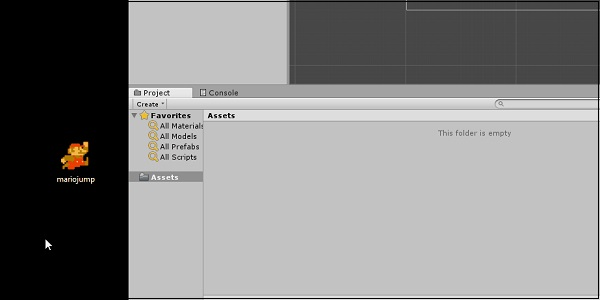 Project
Console
Create
Favorites
All Materials
All Models
All Prefabs
All Scripts
Assets
Assets
This folder is empty
mariojump